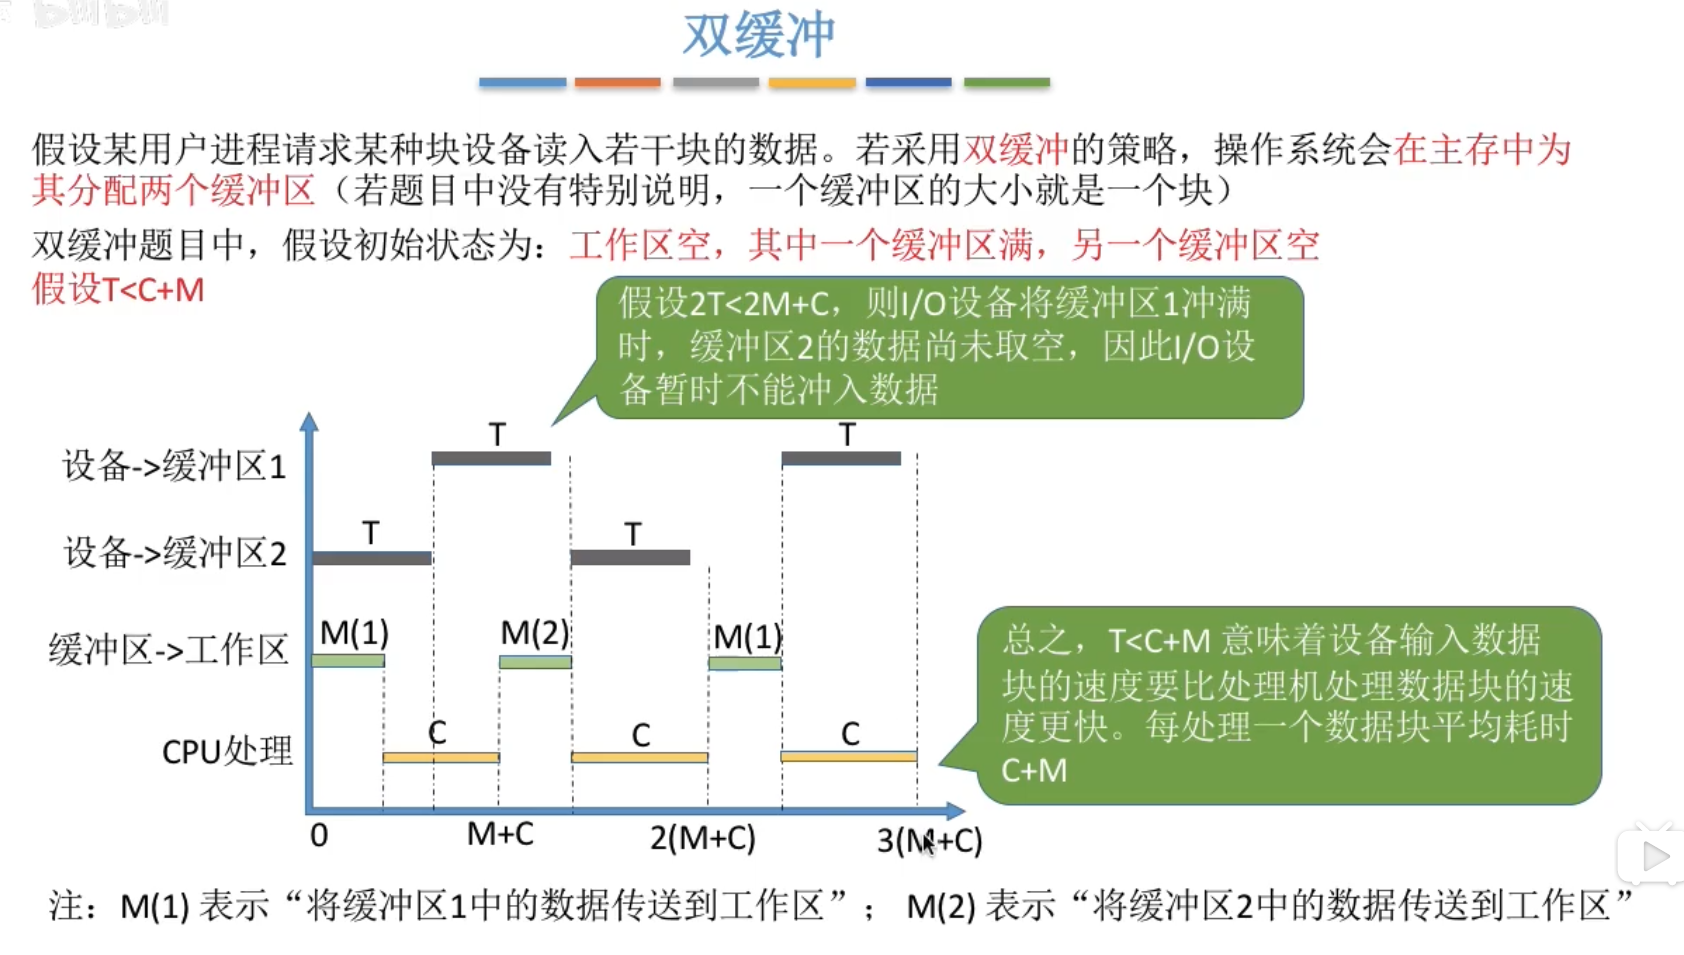 双缓冲
假设某用户进程请求某种块设备读入若干块的数据。若采用双缓冲的策略，操作系统会在主存中为
其分配两个缓冲区（若题目中没有特别说明，一个缓冲区的大小就是一个块）
双缓冲题目中，假设初始状态为：工作区空，其中一个缓冲区满，另一个缓冲区空
假设T<C+M
假设2T<2M+C，则I/O设备将缓冲区1冲满
时，缓冲区2的数据尚未取空，因此I/O设
备暂时不能冲入数据
T
T
设备->缓冲区1
T
T
设备->缓冲区2
M(1)
M(2)
M(1)
缓冲区->工作区
C
C
C
CPU处理
总之，T<C+M 意味着设备输入数据
块的速度要比处理机处理数据块的速
度更快。每处理一个数据块平均耗时
C+M
0
M+C
2(M+C)
3(M+C)
注：M(1) 表示“将缓冲区1中的数据传送到工作区”； M(2) 表示“将缓冲区2中的数据传送到工作区”